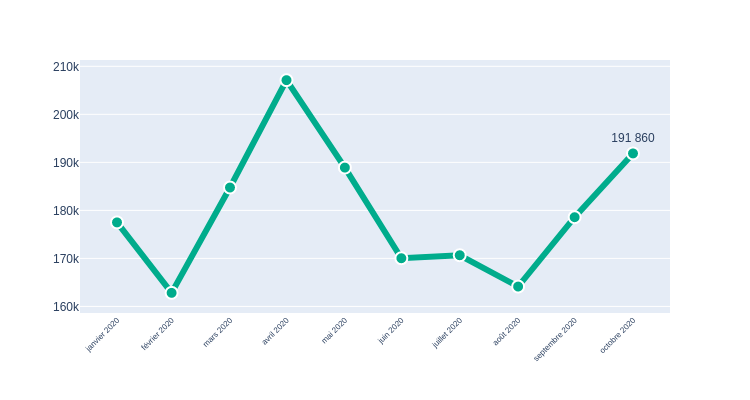 210k
200k
190k
180k
170k
160k
191 860
janvier 2020
février 2020
mars 2020
avril 2020
mai 2020
juin 2020
juillet 2020
août 2020
septembre 2020
octobre 2020